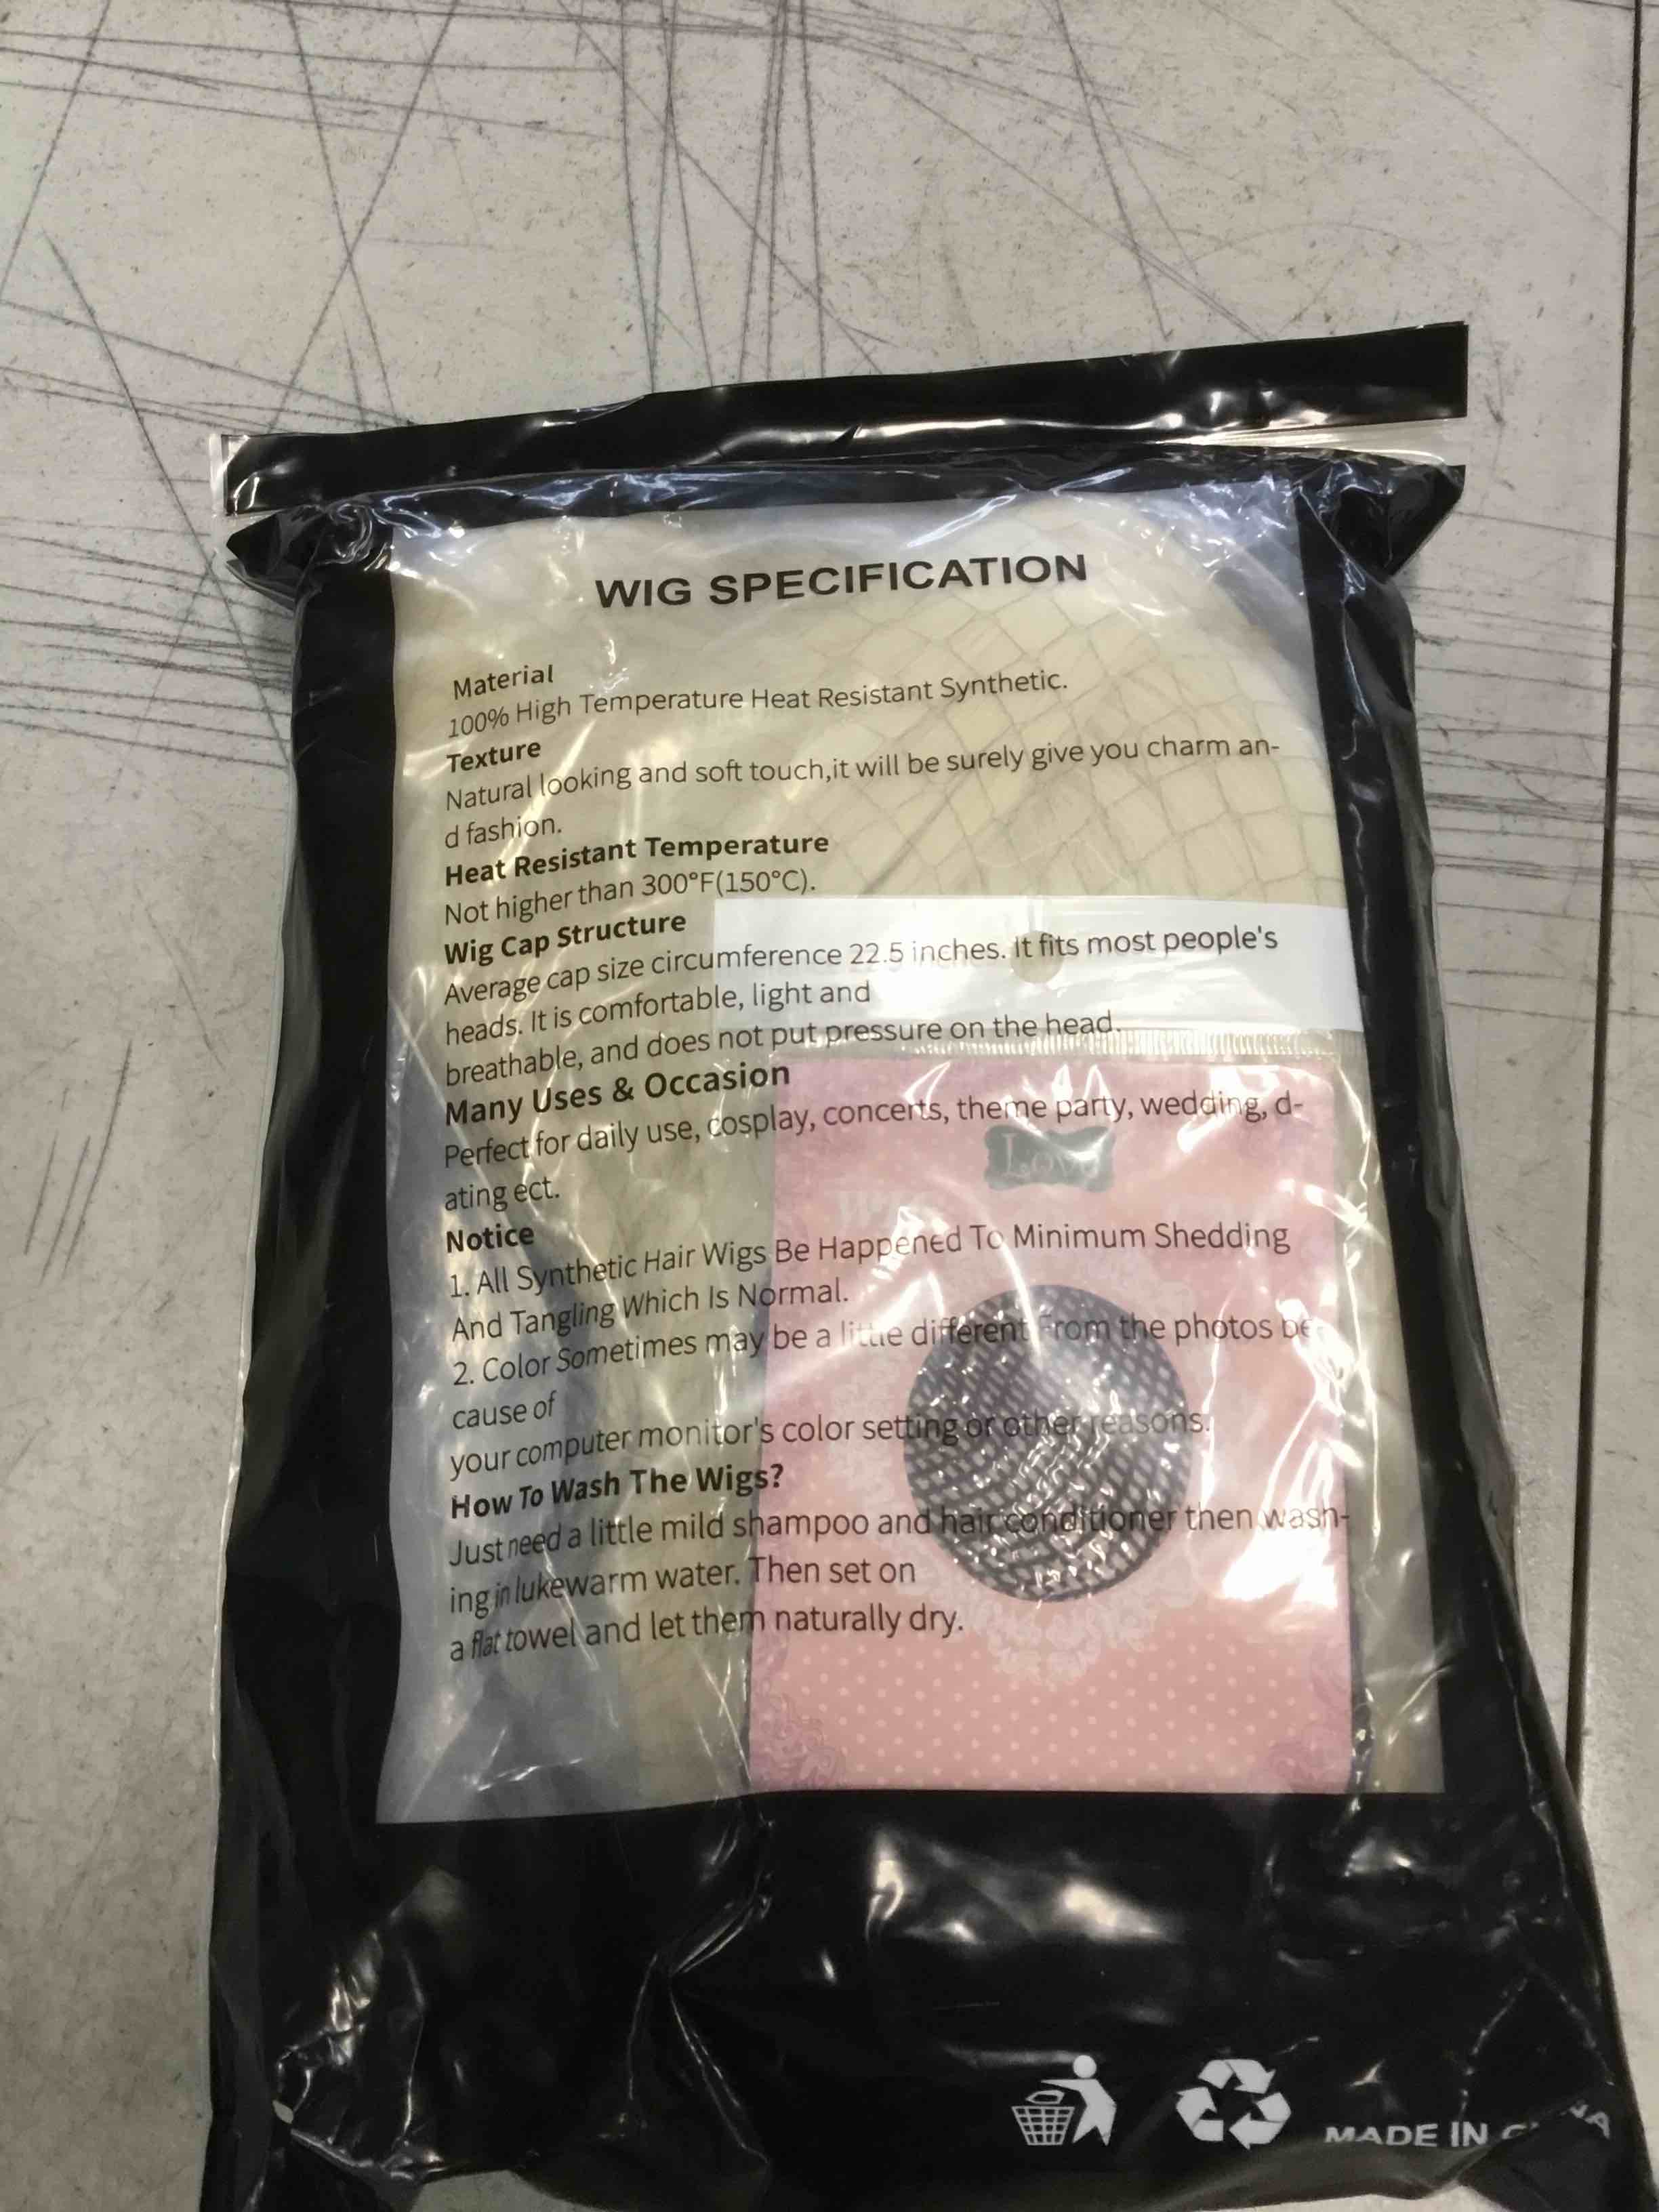 WIG SPECIFICATION
Material
100% High Temperature Heat Resistant Synthetic.
Texture
Natural looking and soft touch,it will be surely give you charm an-
d fashion.
Heat Resistant Temperature
Not higher than 300°F(150°C).
Wig Cap Structure
Average cap size circumference 22.5 inches. It fits most people's
heads. It is comfortable, light and
breathable, and does not put pressure on the head.
Many Uses & Occasion
Perfect for daily use, cosplay, concerts, theme party, wedding, d-
ating ect.
Love
Notice
1. All Synthetic Hair Wigs Be Happened To Minimum Shedding
And Tangling Which Is Normal.
2. Color Sometimes may be a little different From the photos be-
cause of
your computer monitor's color setting or other reasons.
How To Wash The Wigs?
Just need a little mild shampoo and hair conditioner then wash-
ing in lukewarm water. Then set on
a flat towel and let them naturally dry.
MADE IN